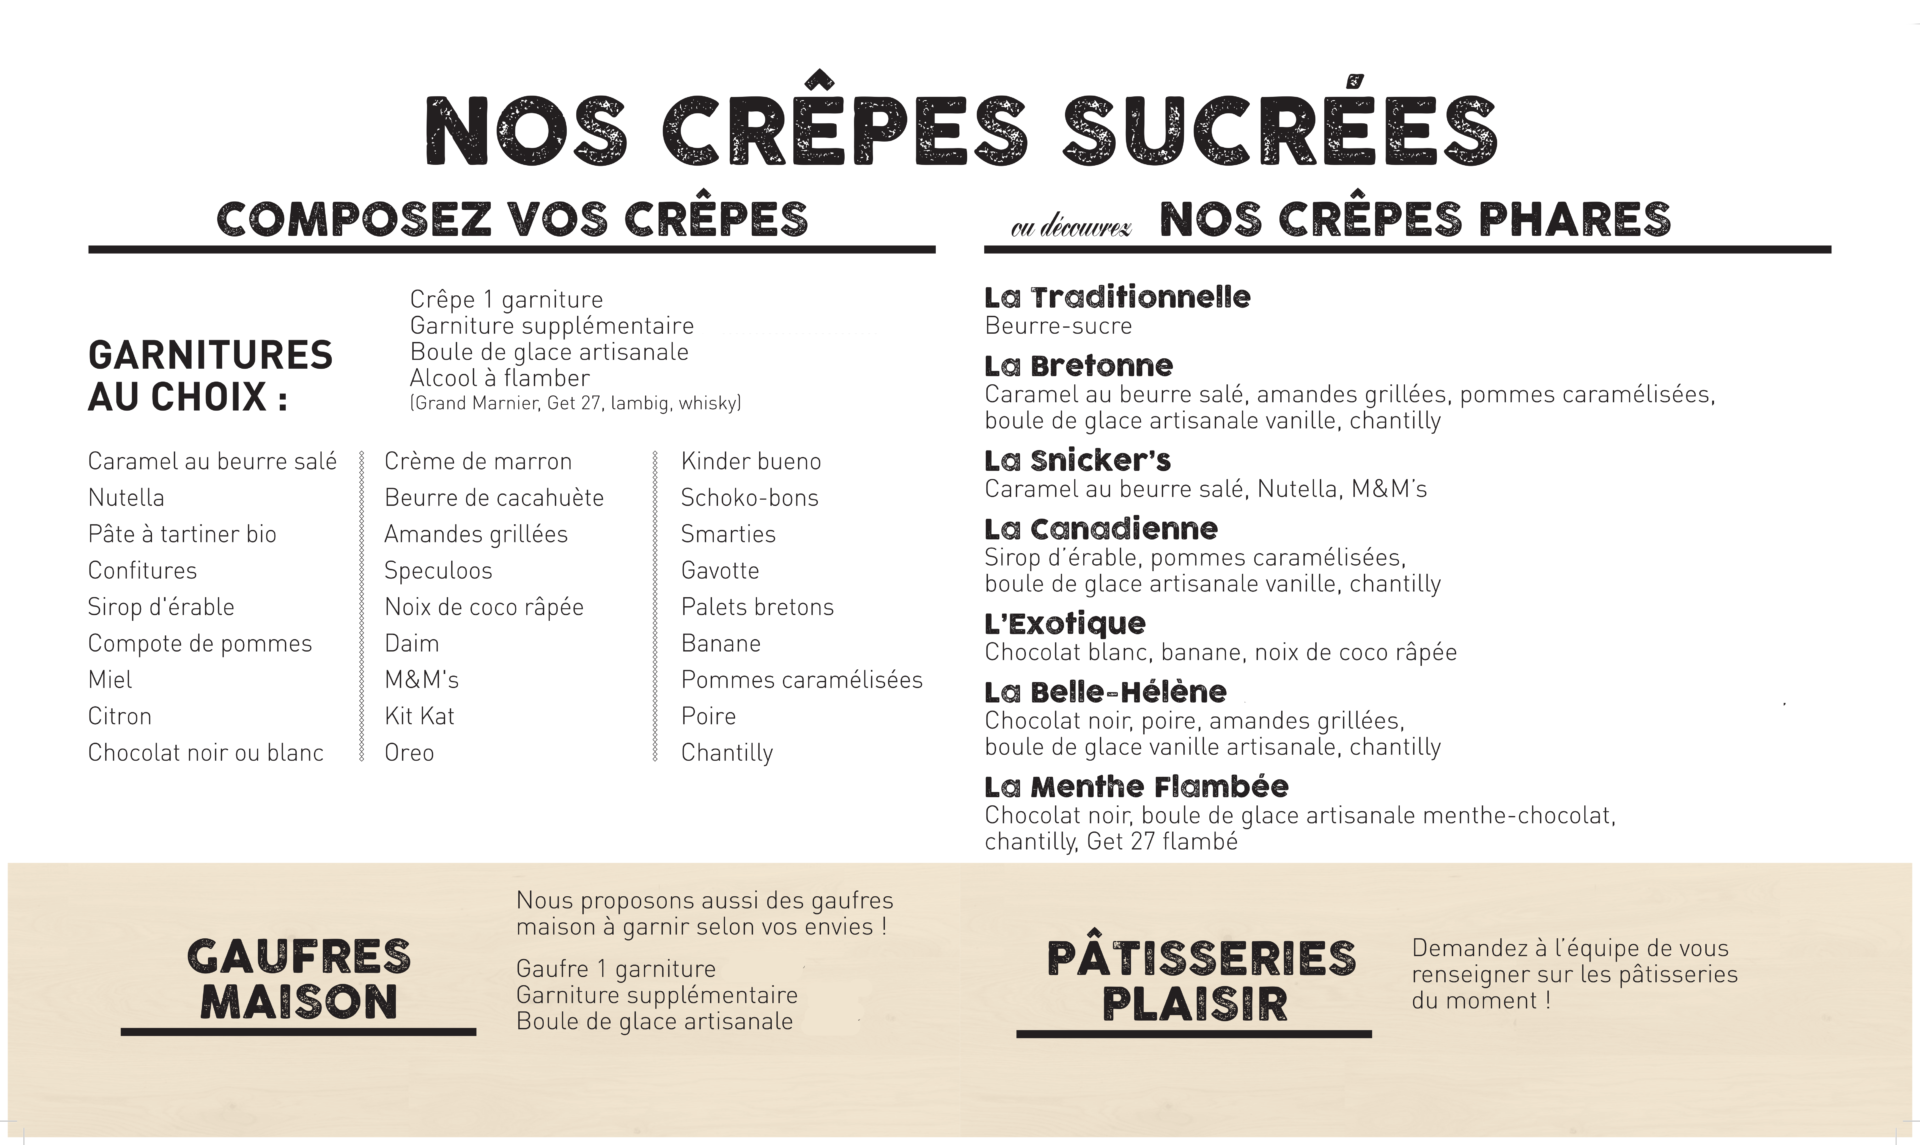 NOS CRÊPES SUCRÉES
COMPOSEZ VOS CRÊPES
GARNITURES
AU CHOIX :
Crêpe 1 garniture
Garniture supplémentaire
Boule de glace artisanale
Alcool à flamber
(Grand Marnier, Get 27, lambig, whisky)
Caramel au beurre salé
Nutella
Pâte à tartiner bio
Confitures
Sirop d'érable
Compote de pommes
Miel
Citron
Chocolat noir ou blanc
Crème de marron
Beurre de cacahuète
Amandes grillées
Speculoos
Noix de coco râpée
Daim
M&M's
Kit Kat
Oreo
Kinder bueno
Schoko-bons
Smarties
Gavotte
Palets bretons
Banane
Pommes caramélisées
Poire
Chantilly
ou découvrez NOS CRÊPES PHARES
La Traditionnelle
Beurre-sucre
La Bretonne
Caramel au beurre salé, amandes grillées, pommes caramélisées,
boule de glace artisanale vanille, chantilly
La Snicker’s
Caramel au beurre salé, Nutella, M&M’s
La Canadienne
Sirop d’érable, pommes caramélisées,
boule de glace artisanale vanille, chantilly
L’Exotique
Chocolat blanc, banane, noix de coco râpée
La Belle-Hélène
Chocolat noir, poire, amandes grillées,
boule de glace vanille artisanale, chantilly
La Menthe Flambée
Chocolat noir, boule de glace artisanale menthe-chocolat,
chantilly, Get 27 flambé
GAUFRES
MAISON
Nous proposons aussi des gaufres
maison à garnir selon vos envies !
Gaufre 1 garniture
Garniture supplémentaire
Boule de glace artisanale
PÂTISSERIES
PLAISIR
Demandez à l’équipe de vous
renseigner sur les pâtisseries
du moment !